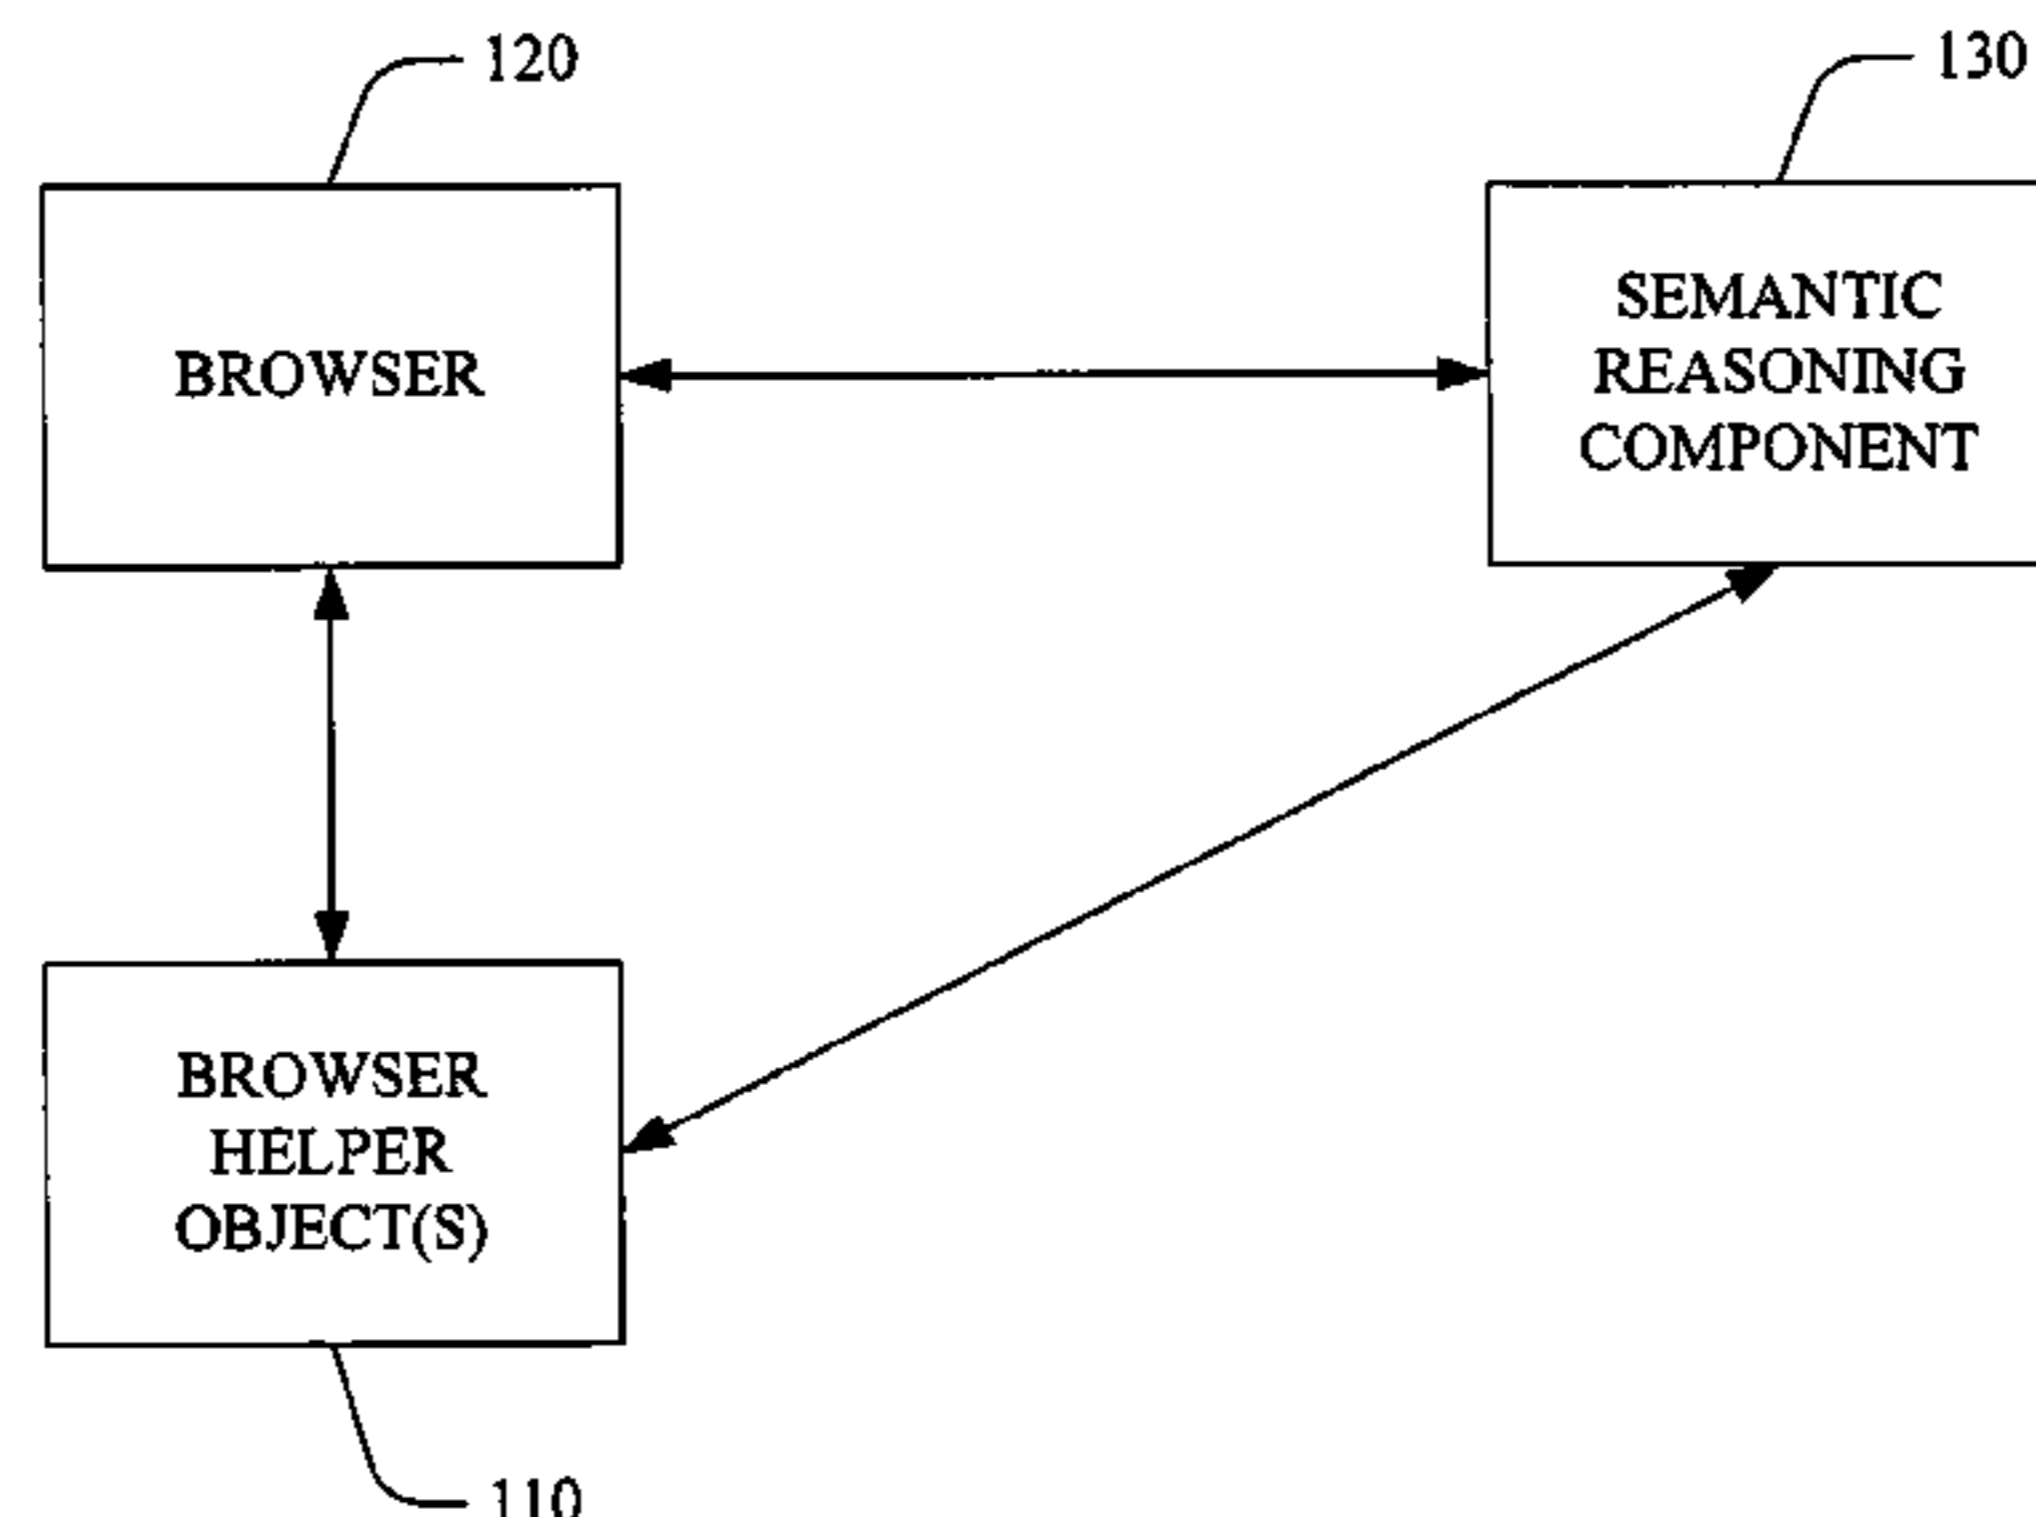 120
130
BROWSER
SEMANTIC
REASONING
COMPONENT
BROWSER
HELPER
OBJECT(S)
110